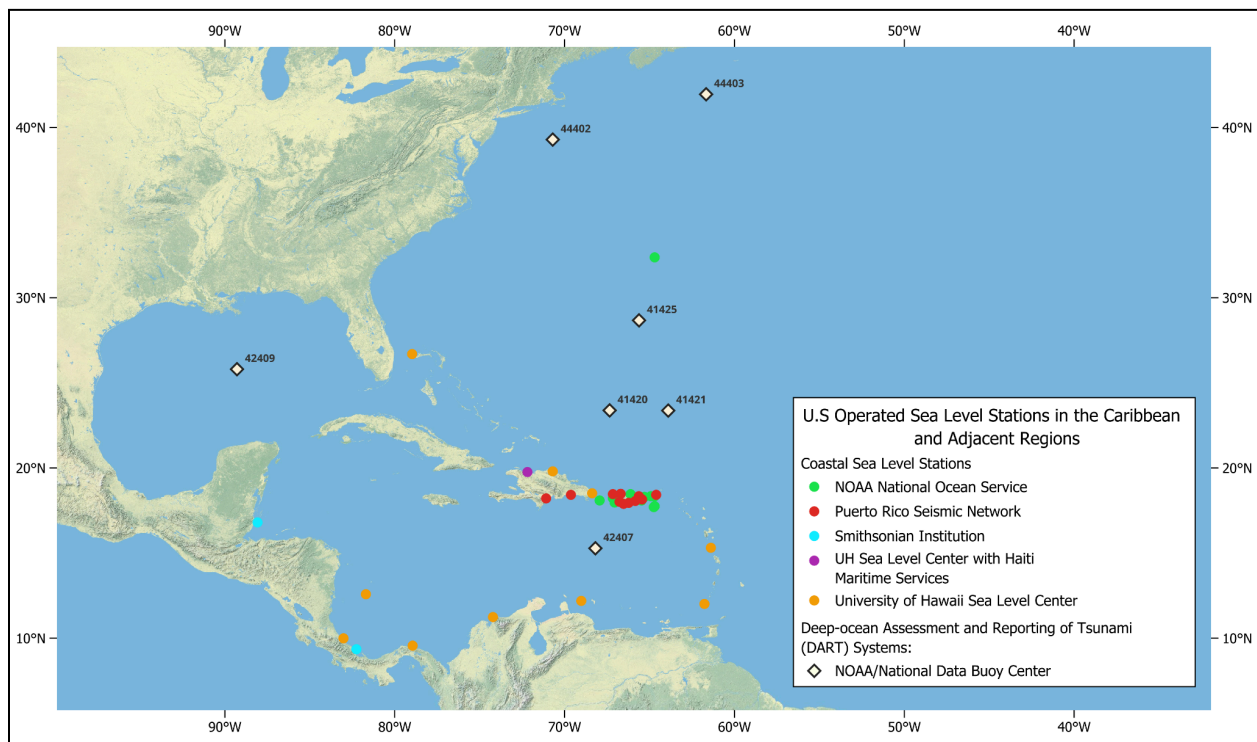 90°W 80°W 70°W 60°W 50°W 40°W
44403
40°N 44402 40°N
30°N 41425 30°N
42409
41420 41421
U.S Operated Sea Level Stations in the Caribbean
and Adjacent Regions
Coastal Sea Level Stations
NOAA National Ocean Service
Puerto Rico Seismic Network
Smithsonian Institution
UH Sea Level Center with Haiti
Maritime Services
University of Hawaii Sea Level Center
Deep-ocean Assessment and Reporting of Tsunami
(DART) Systems:
NOAA/National Data Buoy Center
20°N 20°N
42407
10°N 10°N
90°W 80°W 70°W 60°W 50°W 40°W